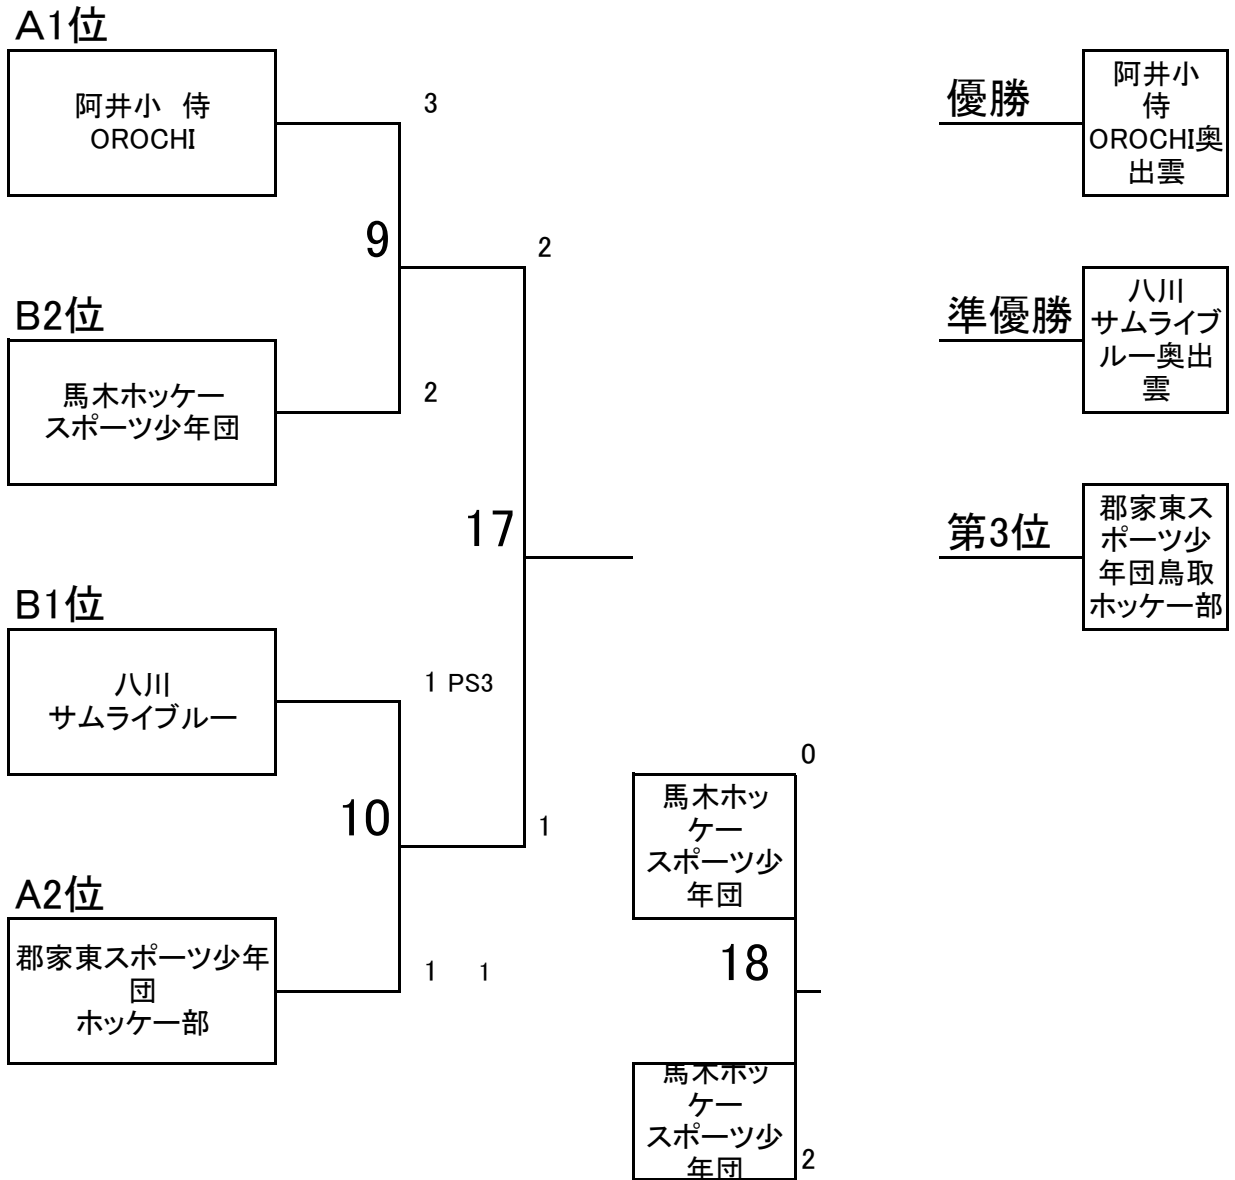 A1位
阿井小 侍
OROCHI
3
9
2
B2位
馬木ホッケー
スポーツ少年団
2
17
B1位
八川
サムライブルー
1 PS3
10
1
A2位
郡家東スポーツ少年
団
ホッケー部
1 1
0
馬木ホッ
ケー
スポーツ少
年団
18
馬木ホッ
ケー
スポーツ少
年団
2
優勝
阿井小
侍
OROCHI奥
出雲
準優勝
八川
サムライブ
ルー奥出
雲
第3位
郡家東ス
ポーツ少
年団鳥取
ホッケー部